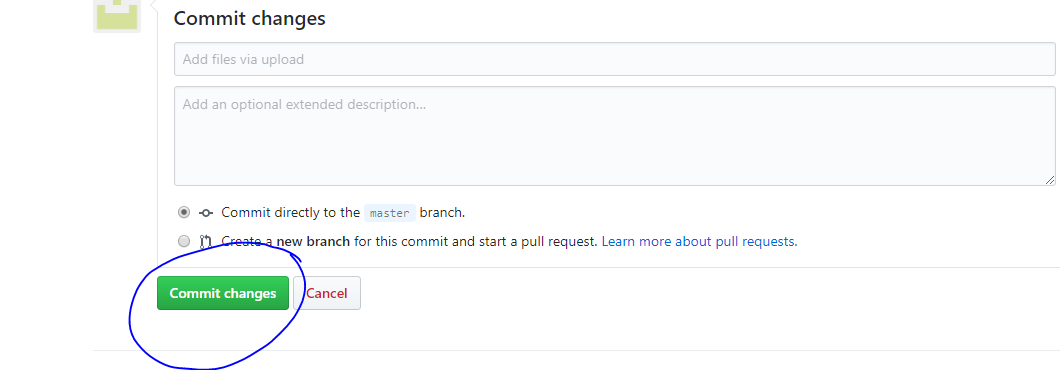 Commit changes
Add files via upload
Add an optional extended description...
Commit directly to the master branch.
Create a new branch for this commit and start a pull request. Learn more about pull requests.
Commit changes Cancel